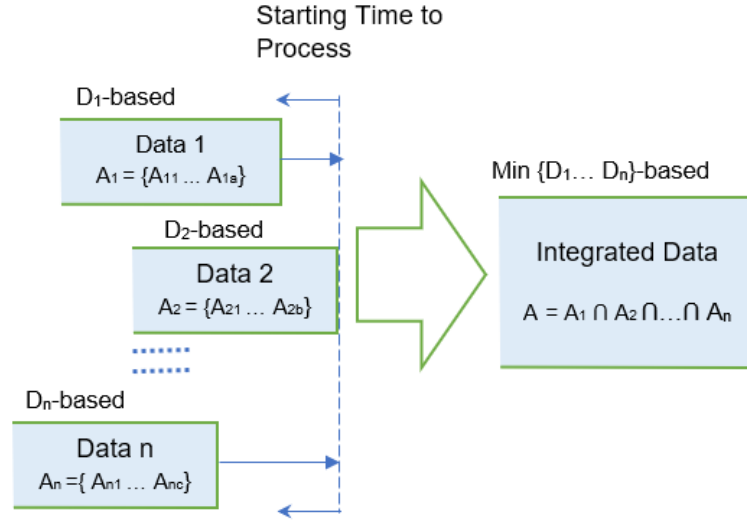 Starting Time to
Process
D₁-based
Data 1
A₁ = {A₁₁ ... A₁ₐ}
D₂-based
Data 2
A₂ = {A₂₁ ... A₂b}
Dₙ-based
Data n
Aₙ ={ Aₙ₁ ... Aₙc}
Min {D₁... Dₙ}-based
Integrated Data
A = A₁ ∩ A₂ ∩...∩ Aₙ